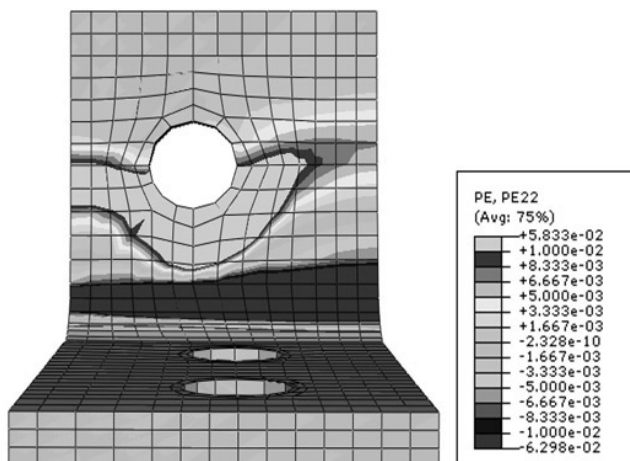 PE, PE22
(Avg: 75%)
+5.833e-02
+1.000e-02
+8.333e-03
+6.667e-03
+5.000e-03
+3.333e-03
+1.667e-03
-2.328e-10
-1.667e-03
-3.333e-03
-5.000e-03
-6.667e-03
-8.333e-03
-1.000e-02
-6.298e-02